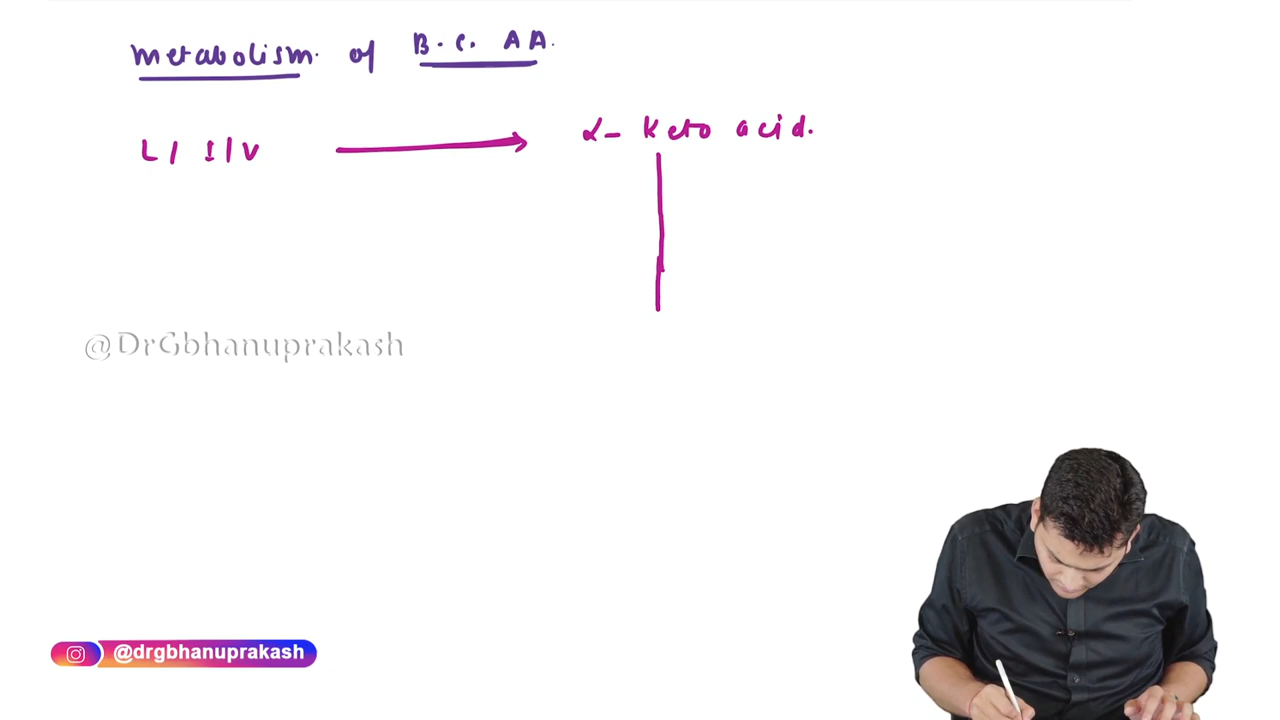 Metabolism. of B.C. AA.
L/ I/V α- Keto acid.
@DrGbhanuprakash
@drgbhanuprakash